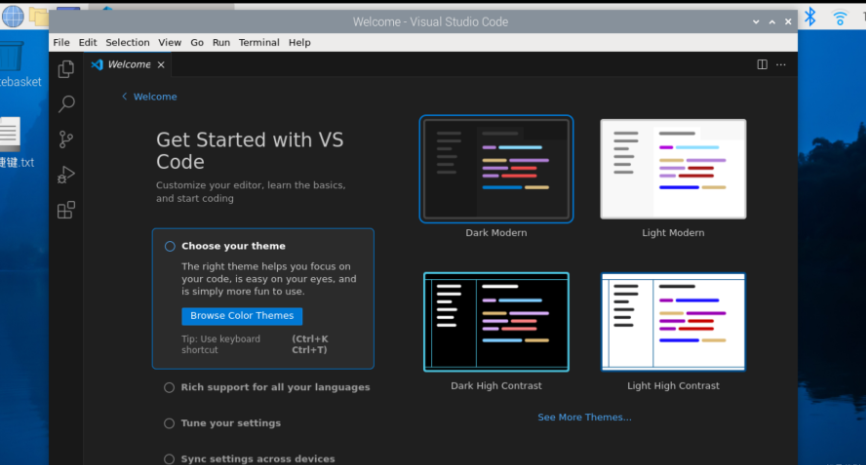 Welcome - Visual Studio Code
File Edit Selection View Go Run Terminal Help
Welcome
Welcome
Get Started with VS
Code
Customize your editor, learn the basics,
and start coding
Choose your theme
The right theme helps you focus on
your code, is easy on your eyes, and
is simply more fun to use.
Browse Color Themes
Tip: Use keyboard
shortcut
(Ctrl+K
Ctrl+T)
Rich support for all your languages
Tune your settings
Sync settings across devices
Dark Modern
Light Modern
Dark High Contrast
Light High Contrast
See More Themes...
tebasket
键.txt